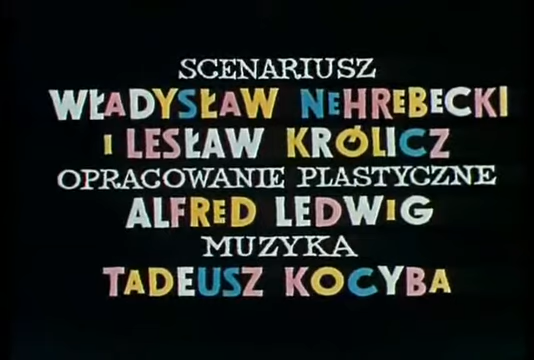 SCENARIUSZ
WŁADYSŁAW NEHREBECKI
I LESŁAW KRÓLICZ
OPRACOWANIE PLASTYCZNE
ALFRED LEDWIG
MUZYKA
TADEUSZ KOCYBA